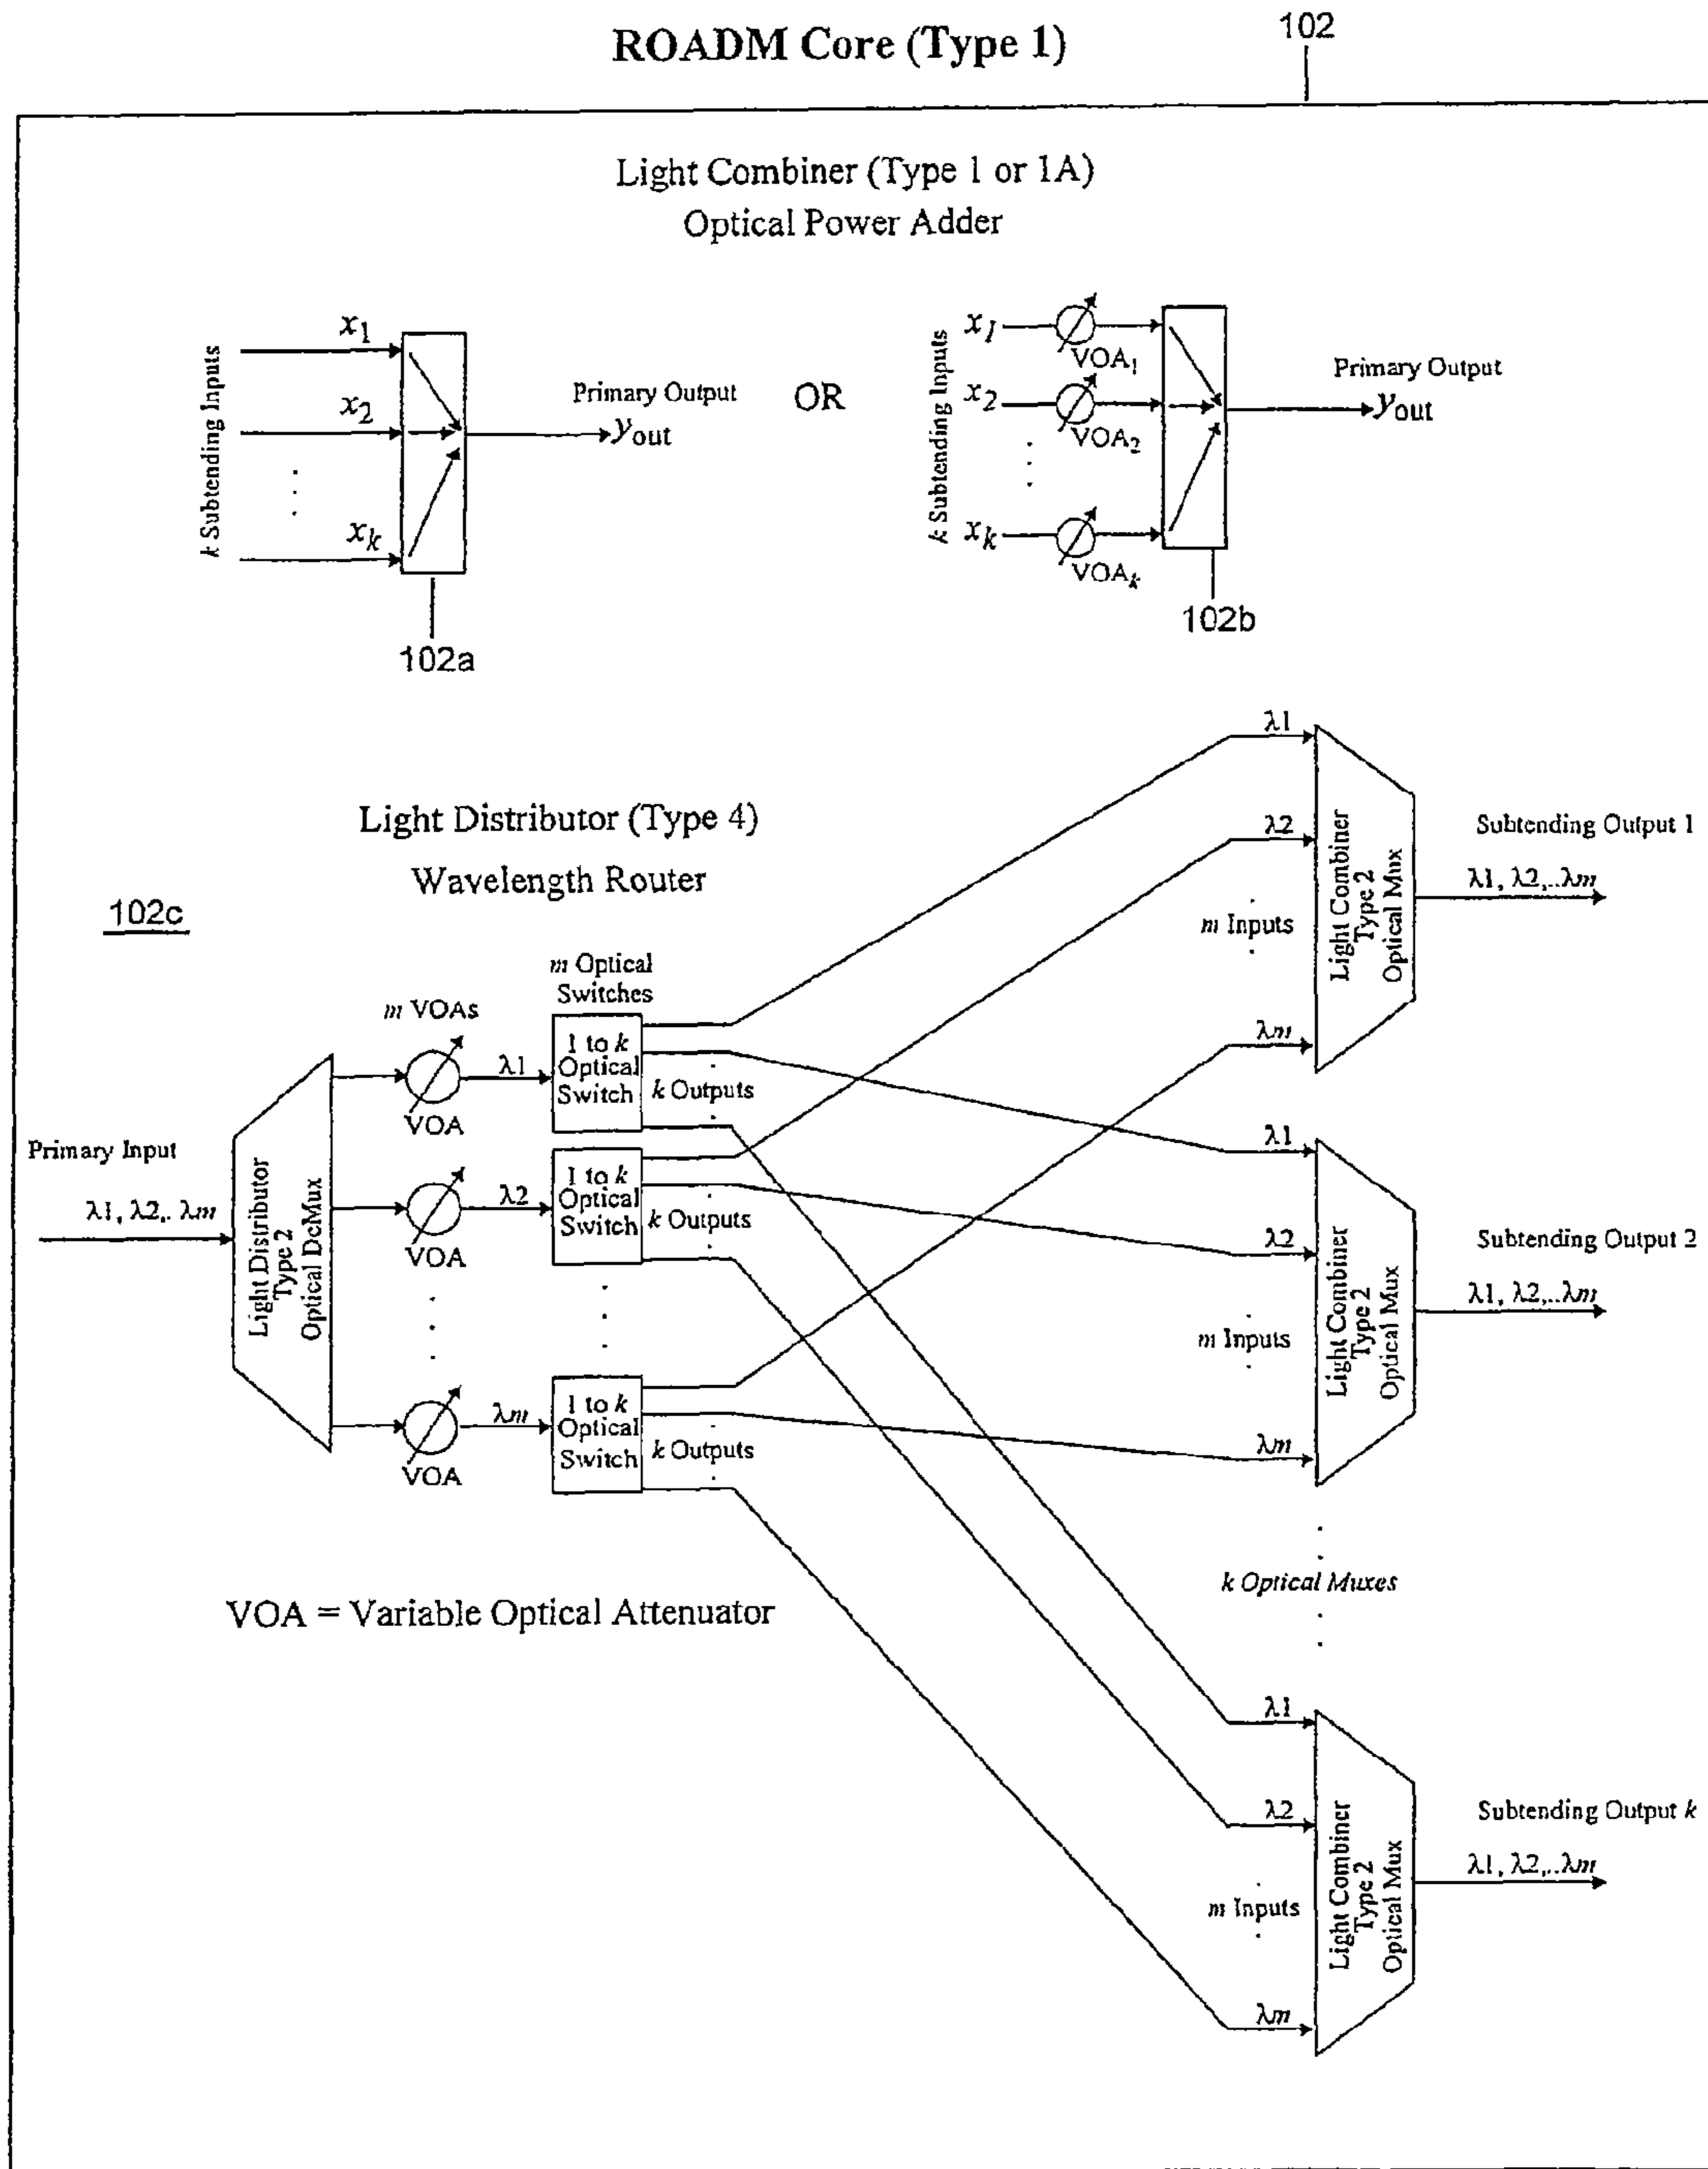 ROADM Core (Type 1)
102
Light Combiner (Type 1 or 1A)
Optical Power Adder
k Subtending Inputs
x1
x2
xk
Primary Output
yout
102a
OR
k Subtending Inputs
x1
VOA1
x2
VOA2
xk
VOAk
Primary Output
yout
102b
Light Distributor (Type 4)
Wavelength Router
102c
Primary Input
λ1, λ2,. λm
Light Distributor
Type 2
Optical DeMux
m VOAs
VOA
λ1
VOA
λ2
VOA
λm
m Optical
Switches
1 to k
Optical
Switch
k Outputs
1 to k
Optical
Switch
k Outputs
1 to k
Optical
Switch
k Outputs
λ1
λ2
m Inputs
λm
Light Combiner
Type 2
Optical Mux
Subtending Output 1
λ1, λ2,..λm
λ1
λ2
m Inputs
λm
Light Combiner
Type 2
Optical Mux
Subtending Output 2
λ1, λ2,..λm
k Optical Muxes
λ1
λ2
m Inputs
λm
Light Combiner
Type 2
Optical Mux
Subtending Output k
λ1, λ2,..λm
VOA = Variable Optical Attenuator